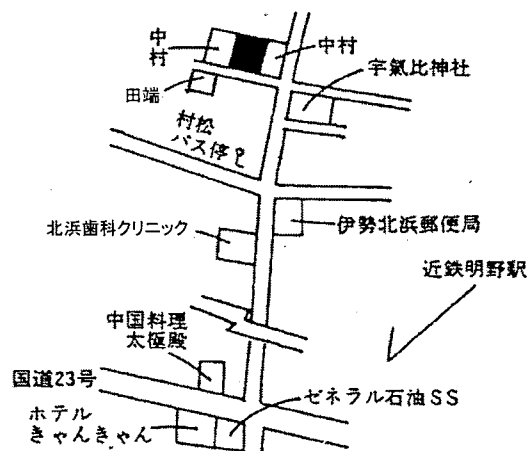 中村
中村
宇氣比神社
田端
村松
バス停
北浜歯科クリニック
伊勢北浜郵便局
近鉄明野駅
中国料理
太極殿
国道23号
ゼネラル石油SS
ホテル
きゃんきゃん